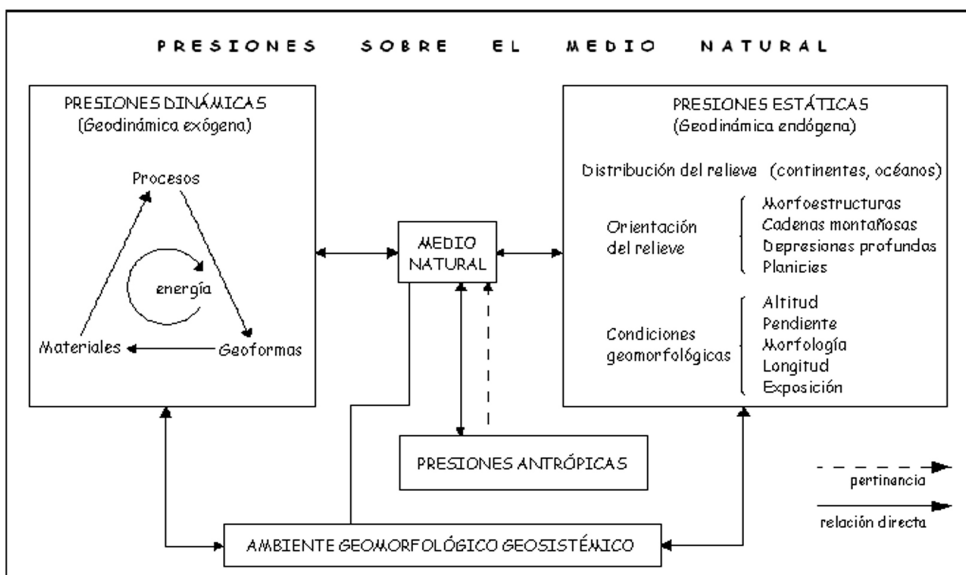 PRESIONES SOBRE EL MEDIO NATURAL
PRESIONES DINÁMICAS
(Geodinámica exógena)
Procesos
energía
Materiales
Geoformas
MEDIO
NATURAL
PRESIONES ESTÁTICAS
(Geodinámica endógena)
Distribución del relieve (continentes, océanos)
Orientación
del relieve
Morfoestructuras
Cadenas montañosas
Depresiones profundas
Planicies
Condiciones
geomorfológicas
Altitud
Pendiente
Morfología
Longitud
Exposición
PRESIONES ANTRÓPICAS
pertinencia
relación directa
AMBIENTE GEOMORFOLÓGICO GEOSISTÉMICO